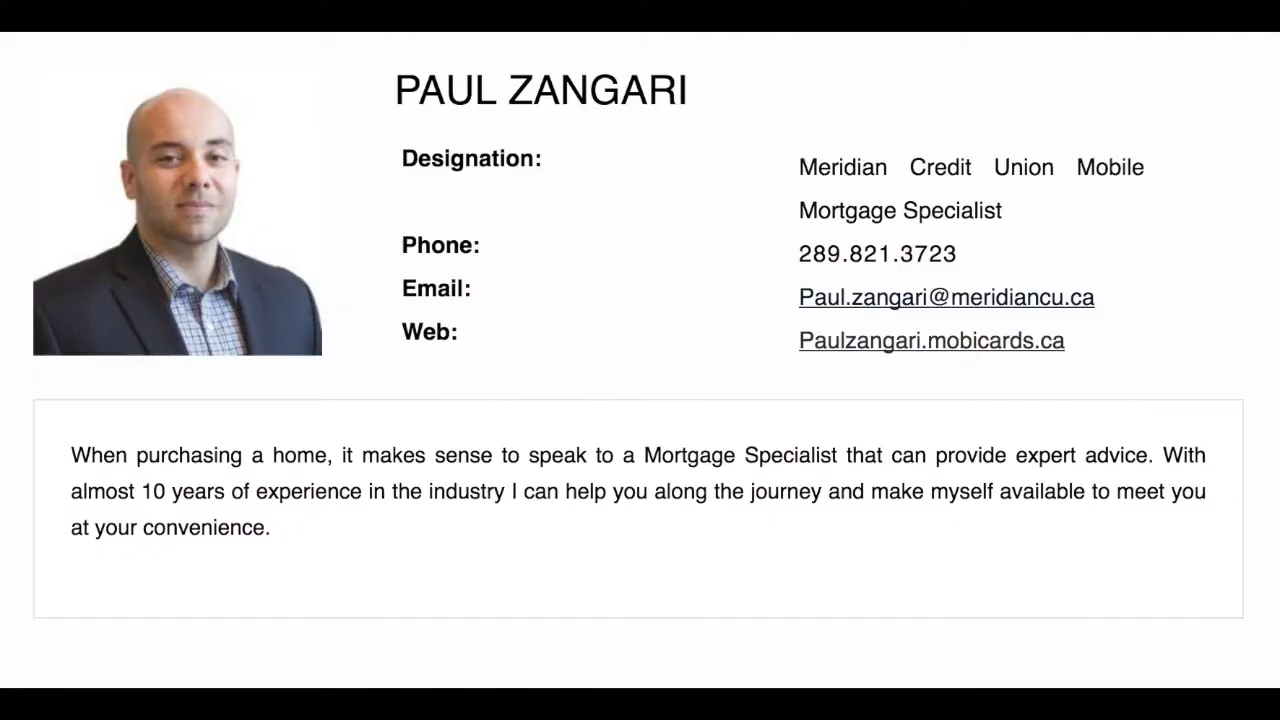 PAUL ZANGARI
Designation:
Meridian Credit Union Mobile
Mortgage Specialist
Phone:
289.821.3723
Email:
Paul.zangari@meridiancu.ca
Web:
Paulzangari.mobicards.ca
When purchasing a home, it makes sense to speak to a Mortgage Specialist that can provide expert advice. With
almost 10 years of experience in the industry I can help you along the journey and make myself available to meet you
at your convenience.